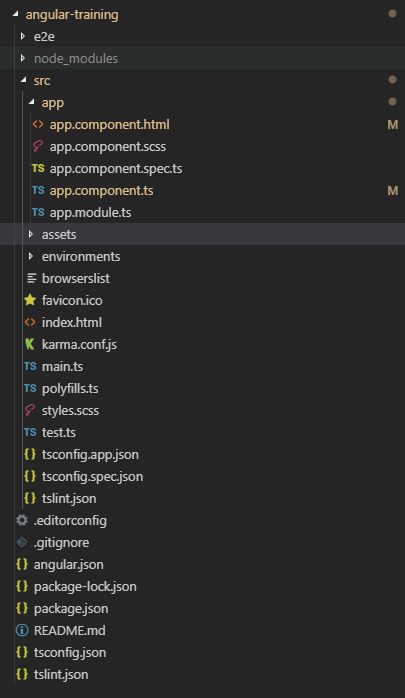 angular-training
e2e
node_modules
src
app
<> app.component.html M
app.component.scss
TS app.component.spec.ts
TS app.component.ts M
app.module.ts
assets
environments
browserslist
favicon.ico
<> index.html
karma.conf.js
TS main.ts
TS polyfills.ts
styles.scss
TS test.ts
{} tsconfig.app.json
{} tsconfig.spec.json
{} tslint.json
.editorconfig
.gitignore
{} angular.json
{} package-lock.json
{} package.json
README.md
{} tsconfig.json
{} tslint.json